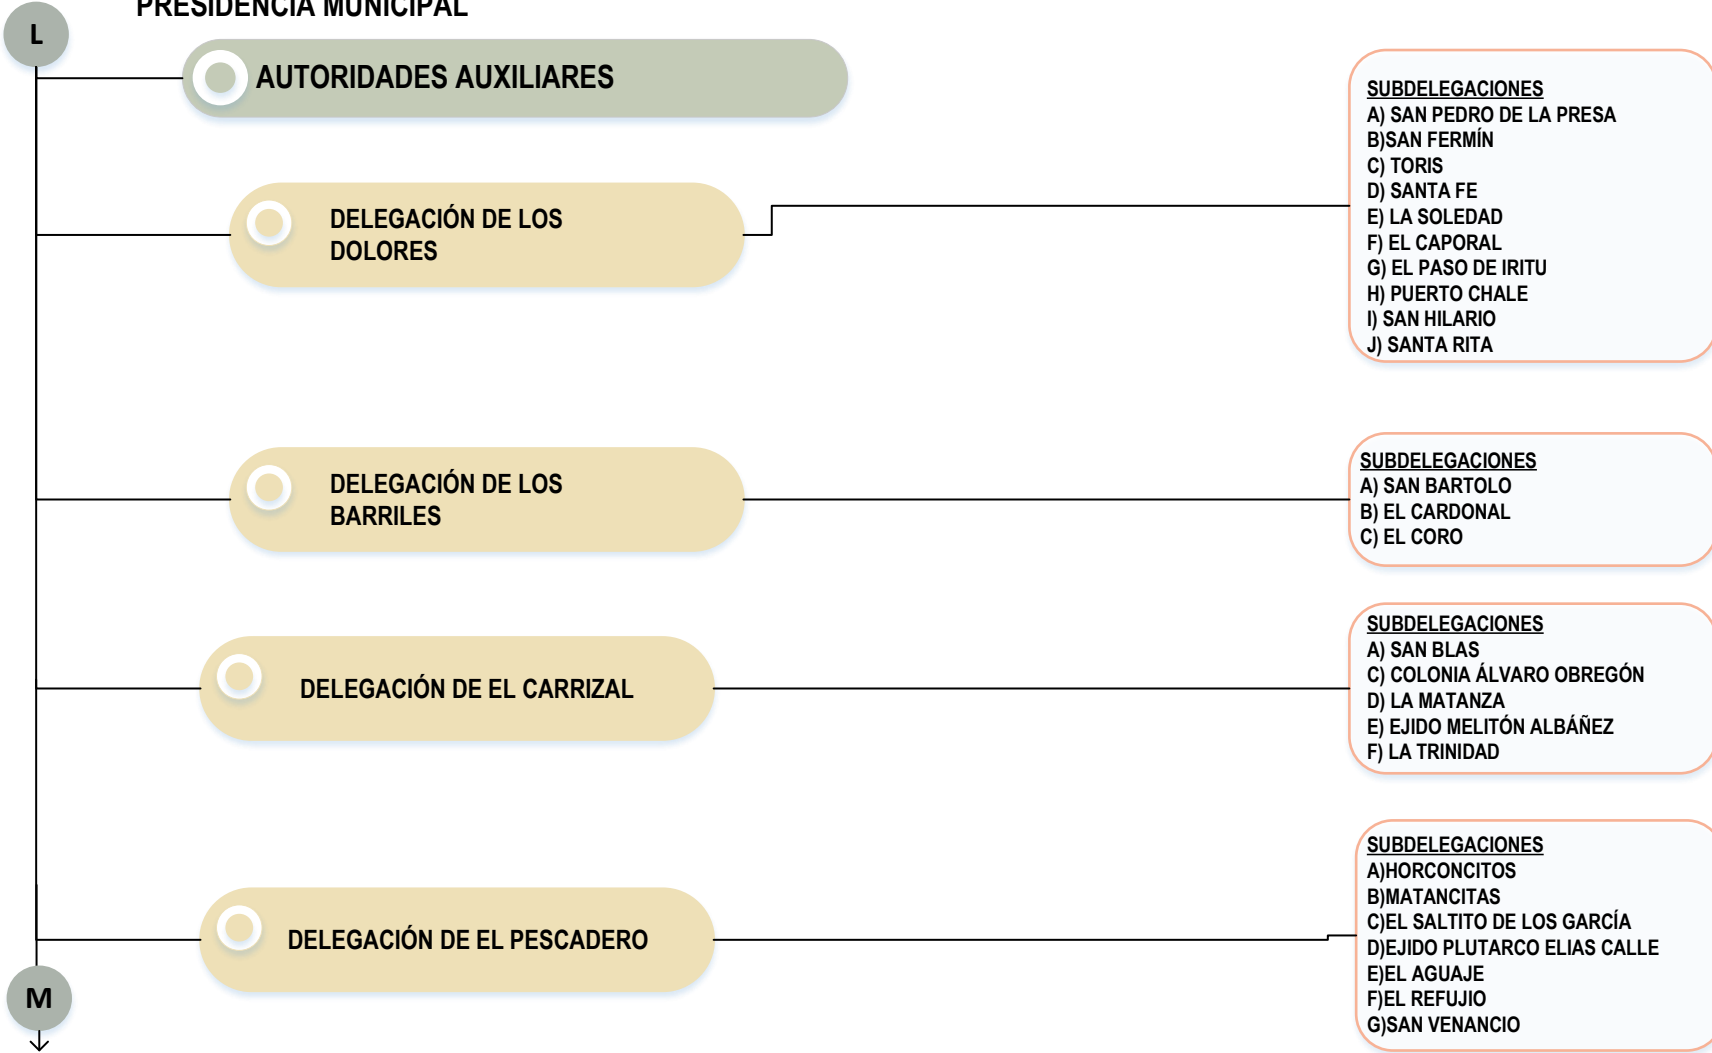 PRESIDENCIA MUNICIPAL
L
AUTORIDADES AUXILIARES
DELEGACIÓN DE LOS
DOLORES
SUBDELEGACIONES
A) SAN PEDRO DE LA PRESA
B)SAN FERMÍN
C) TORIS
D) SANTA FE
E) LA SOLEDAD
F) EL CAPORAL
G) EL PASO DE IRITU
H) PUERTO CHALE
I) SAN HILARIO
J) SANTA RITA
DELEGACIÓN DE LOS
BARRILES
SUBDELEGACIONES
A) SAN BARTOLO
B) EL CARDONAL
C) EL CORO
DELEGACIÓN DE EL CARRIZAL
SUBDELEGACIONES
A) SAN BLAS
C) COLONIA ÁLVARO OBREGÓN
D) LA MATANZA
E) EJIDO MELITÓN ALBÁÑEZ
F) LA TRINIDAD
DELEGACIÓN DE EL PESCADERO
SUBDELEGACIONES
A)HORCONCITOS
B)MATANCITAS
C)EL SALTITO DE LOS GARCÍA
D)EJIDO PLUTARCO ELIAS CALLE
E)EL AGUAJE
F)EL REFUJIO
G)SAN VENANCIO
M